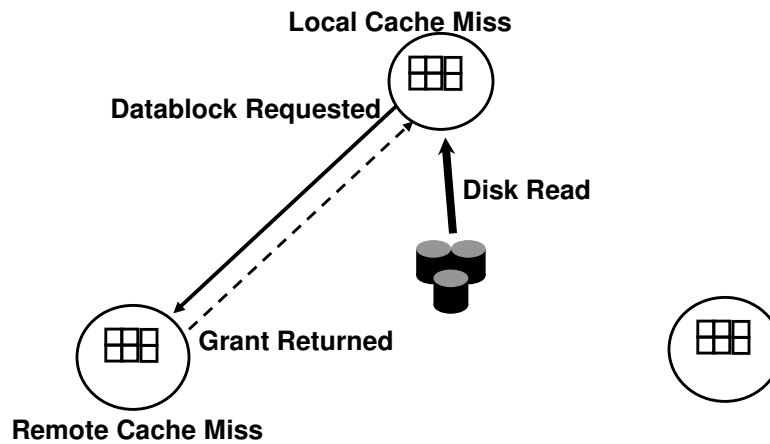 Local Cache Miss
Datablock Requested
Disk Read
Grant Returned
Remote Cache Miss